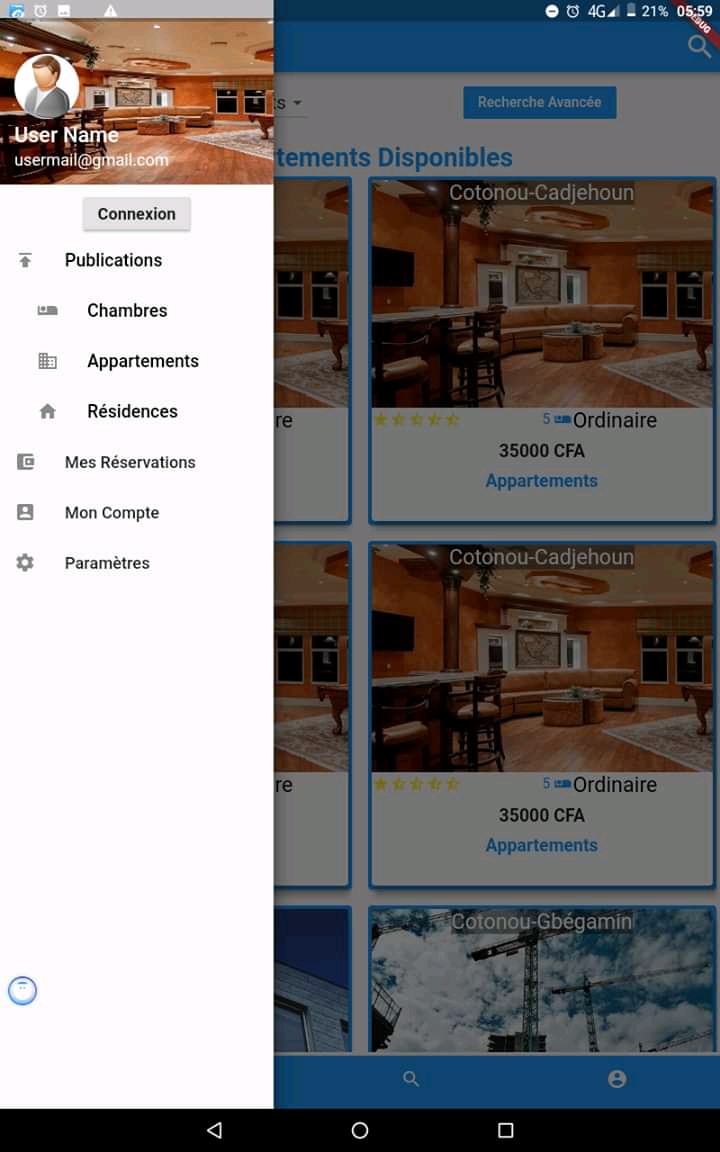 4G 21% 05:59
DEBUG
User Name
usermail@gmail.com
Connexion
Publications
Chambres
Appartements
Résidences
Mes Réservations
Mon Compte
Paramètres
ts
Recherche Avancée
tements Disponibles
re
Cotonou-Cadjehoun
5 Ordinaire
35000 CFA
Appartements
re
Cotonou-Cadjehoun
5 Ordinaire
35000 CFA
Appartements
Cotonou-Gbégamin